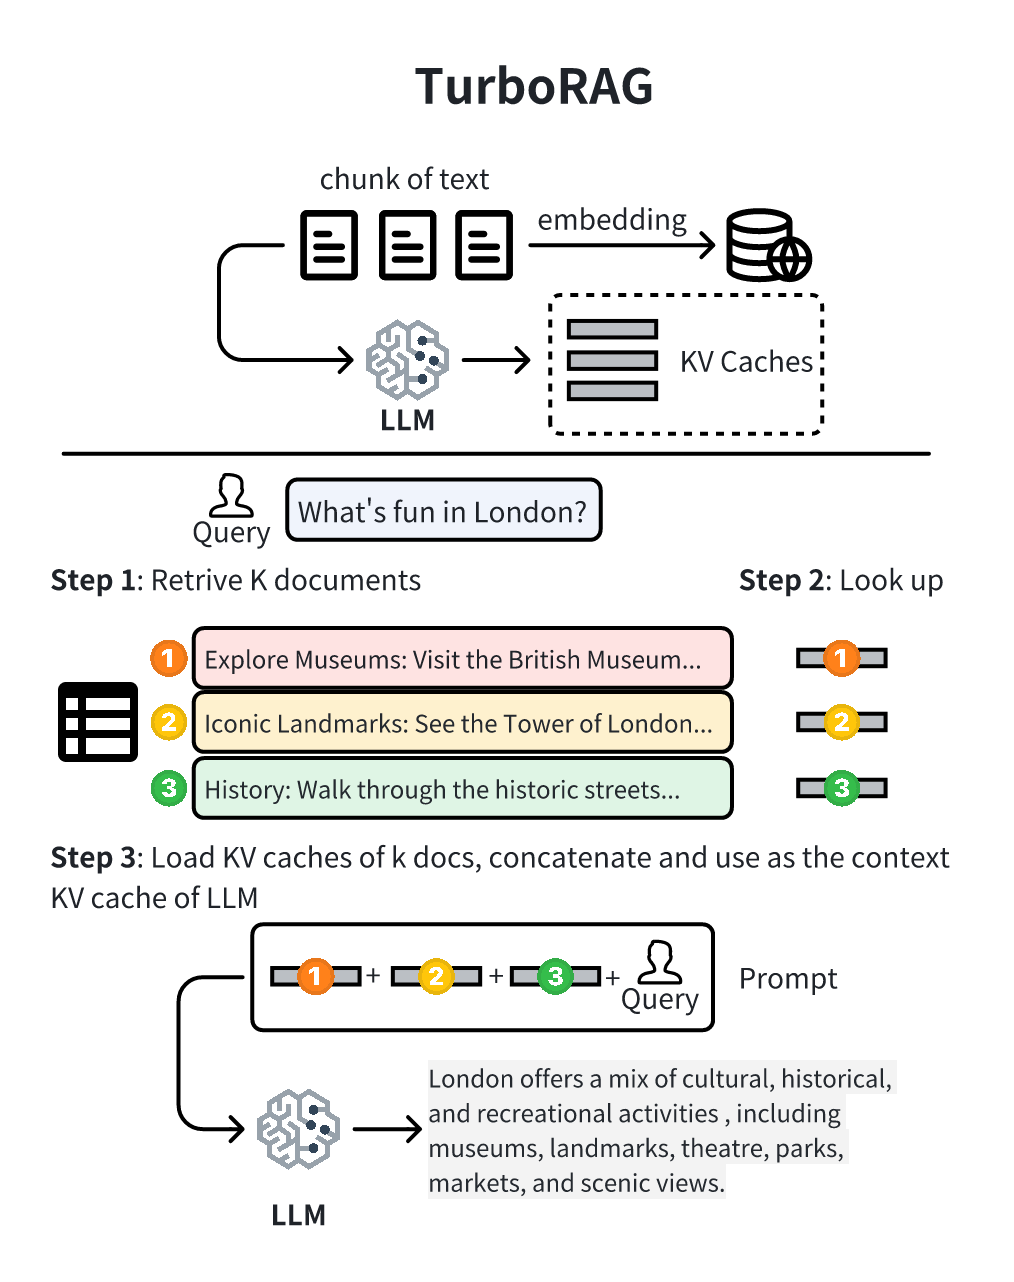 TurboRAG
chunk of text
embedding
KV Caches
LLM
What's fun in London?
Query
Step 1: Retrive K documents
Step 2: Look up
1 Explore Museums: Visit the British Museum... 1
2 Iconic Landmarks: See the Tower of London... 2
3 History: Walk through the historic streets... 3
Step 3: Load KV caches of k docs, concatenate and use as the context
KV cache of LLM
1 + 2 + 3 + Query
Prompt
London offers a mix of cultural, historical,
and recreational activities , including
museums, landmarks, theatre, parks,
markets, and scenic views.
LLM